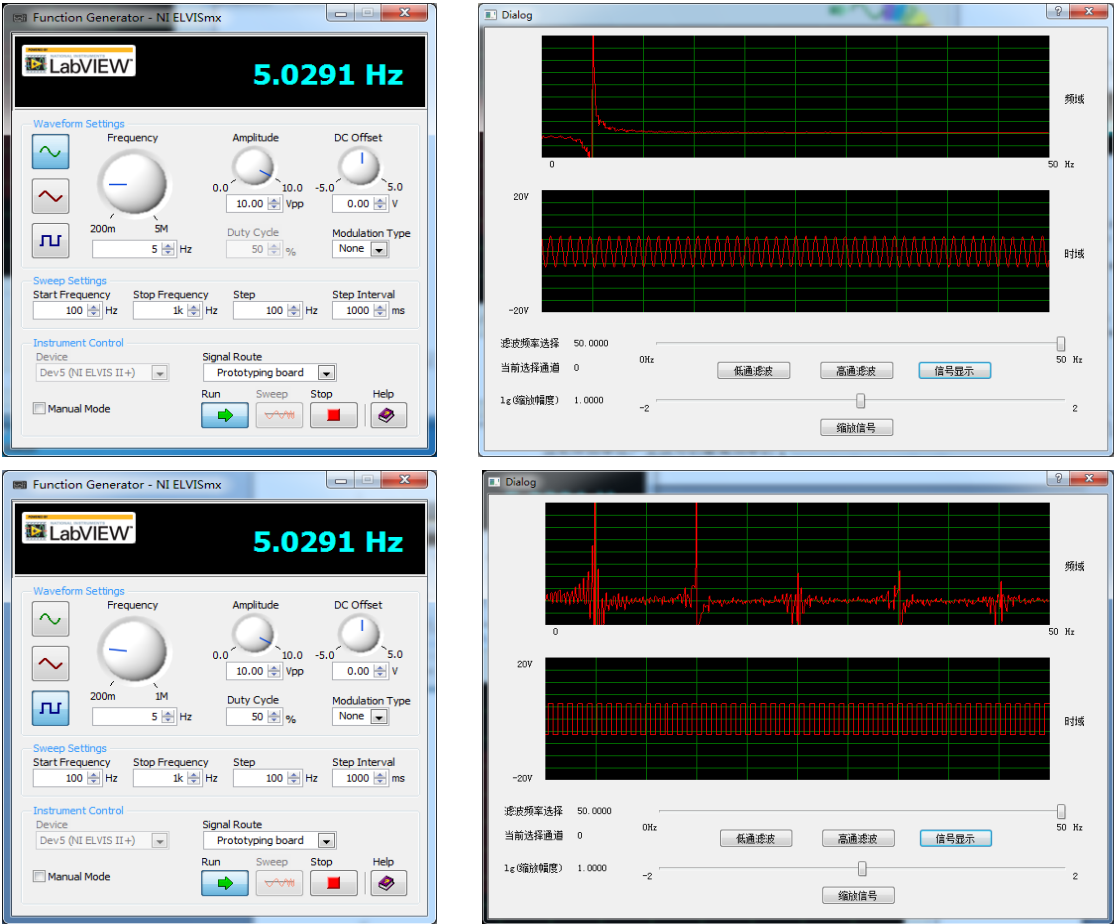 Function Generator - NI ELVISmx
POWERED BY
NATIONAL INSTRUMENTS
LabVIEW
5.0291 Hz
Waveform Settings
Frequency
Amplitude
DC Offset
0.0 10.0
-5.0 5.0
10.00 Vpp
0.00 V
200m 5M
Duty Cycle
Modulation Type
5 Hz
50 %
None
Sweep Settings
Start Frequency
Stop Frequency
Step
Step Interval
100 Hz
1k Hz
100 Hz
1000 ms
Instrument Control
Device
Signal Route
Dev5 (NI ELVIS II+)
Prototyping board
Run
Sweep
Stop
Help
Manual Mode
Dialog
频域
0
50 Hz
20V
时域
-20V
滤波频率选择 50.0000
0Hz
50 Hz
当前选择通道 0
低通滤波
高通滤波
信号显示
lg(缩放幅度) 1.0000
-2
2
缩放信号
Function Generator - NI ELVISmx
POWERED BY
NATIONAL INSTRUMENTS
LabVIEW
5.0291 Hz
Waveform Settings
Frequency
Amplitude
DC Offset
0.0 10.0
-5.0 5.0
10.00 Vpp
0.00 V
200m 1M
Duty Cycle
Modulation Type
5 Hz
50 %
None
Sweep Settings
Start Frequency
Stop Frequency
Step
Step Interval
100 Hz
1k Hz
100 Hz
1000 ms
Instrument Control
Device
Signal Route
Dev5 (NI ELVIS II+)
Prototyping board
Run
Sweep
Stop
Help
Manual Mode
Dialog
频域
0
50 Hz
20V
时域
-20V
滤波频率选择 50.0000
0Hz
50 Hz
当前选择通道 0
低通滤波
高通滤波
信号显示
lg(缩放幅度) 1.0000
-2
2
缩放信号